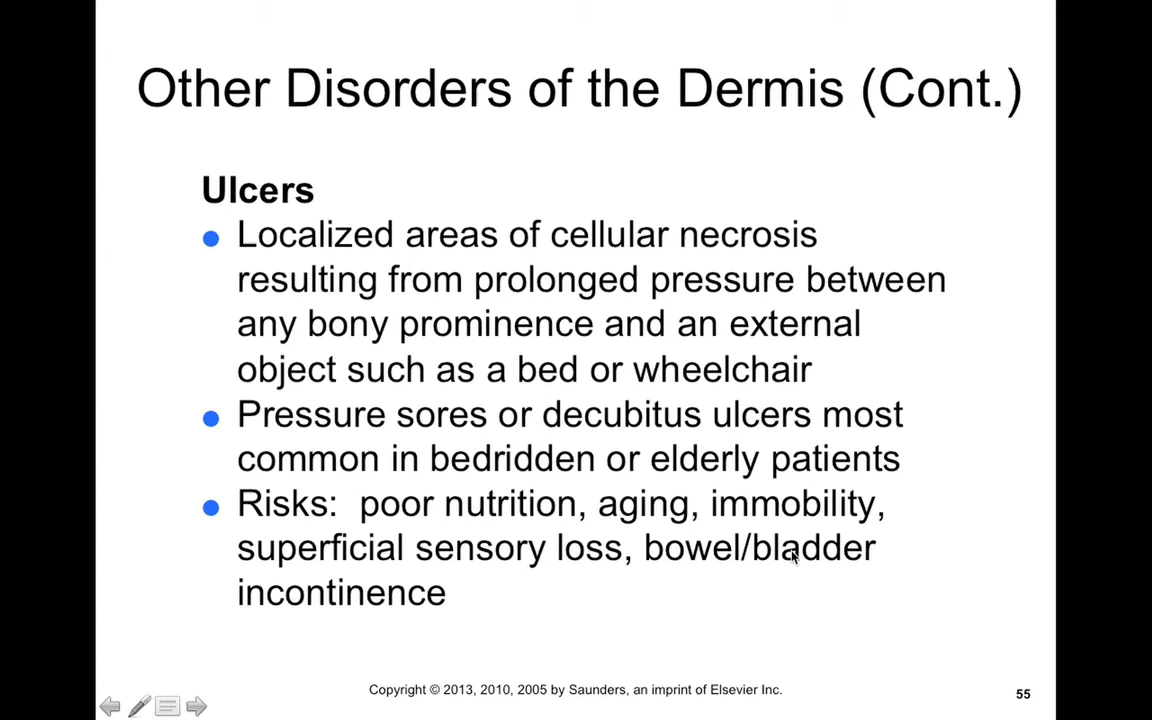 Other Disorders of the Dermis (Cont.)
Ulcers
● Localized areas of cellular necrosis
resulting from prolonged pressure between
any bony prominence and an external
object such as a bed or wheelchair
● Pressure sores or decubitus ulcers most
common in bedridden or elderly patients
● Risks:  poor nutrition, aging, immobility,
superficial sensory loss, bowel/bladder
incontinence
Copyright © 2013, 2010, 2005 by Saunders, an imprint of Elsevier Inc.
55